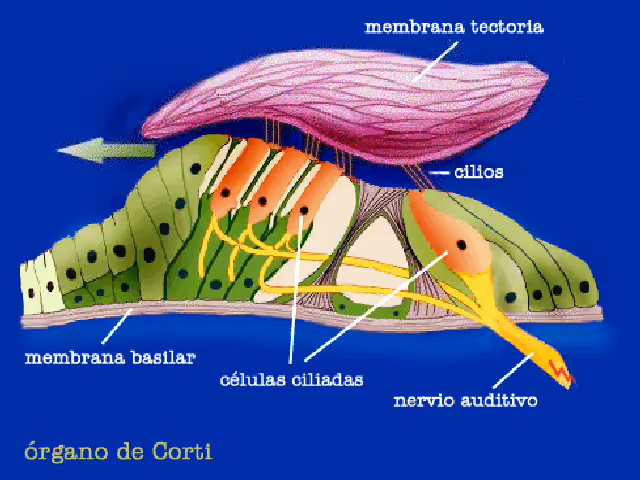 membrana tectoria
cilios
membrana basilar
células ciliadas
nervio auditivo
órgano de Corti